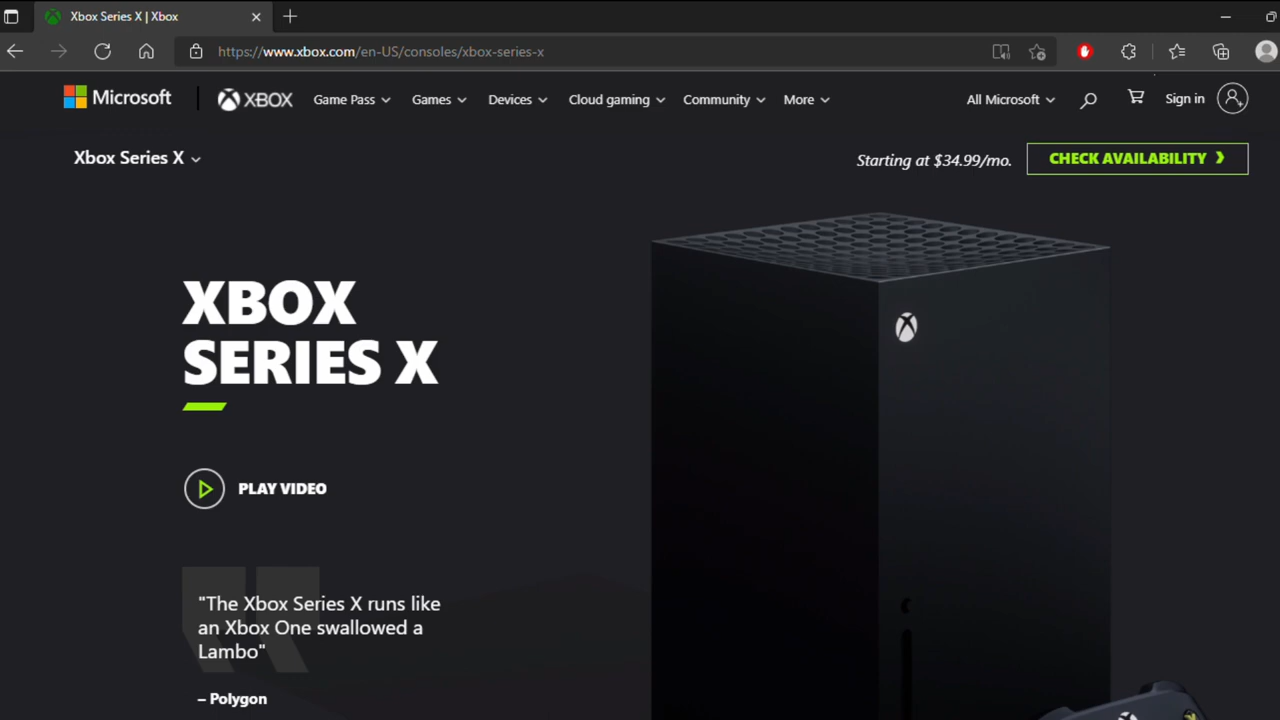 Xbox Series X | Xbox
https://www.xbox.com/en-US/consoles/xbox-series-x
Microsoft XBOX Game Pass Games Devices Cloud gaming Community More All Microsoft Sign in
Xbox Series X Starting at $34.99/mo. CHECK AVAILABILITY
XBOX
SERIES X
PLAY VIDEO
"The Xbox Series X runs like
an Xbox One swallowed a
Lambo"
– Polygon